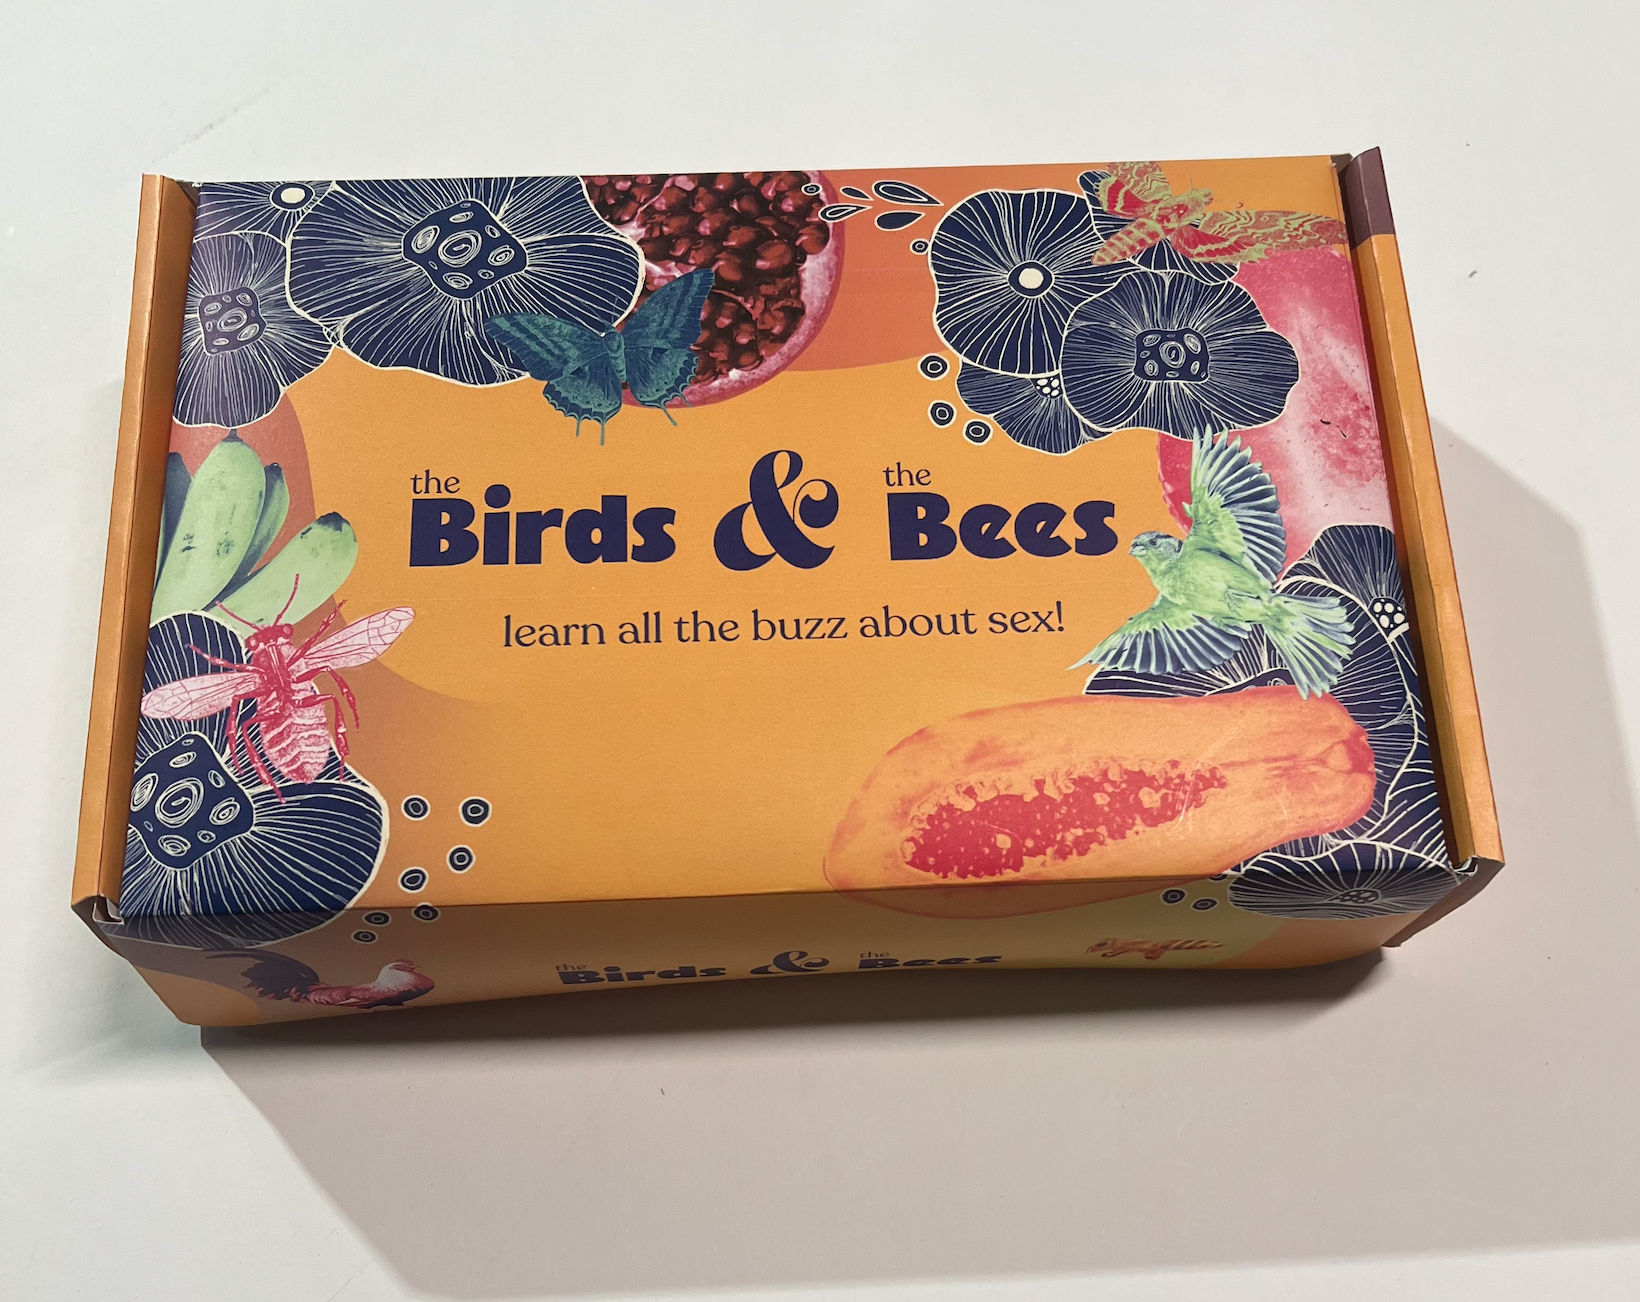 the the
Birds & Bees
learn all the buzz about sex!
the the
Birds & Bees